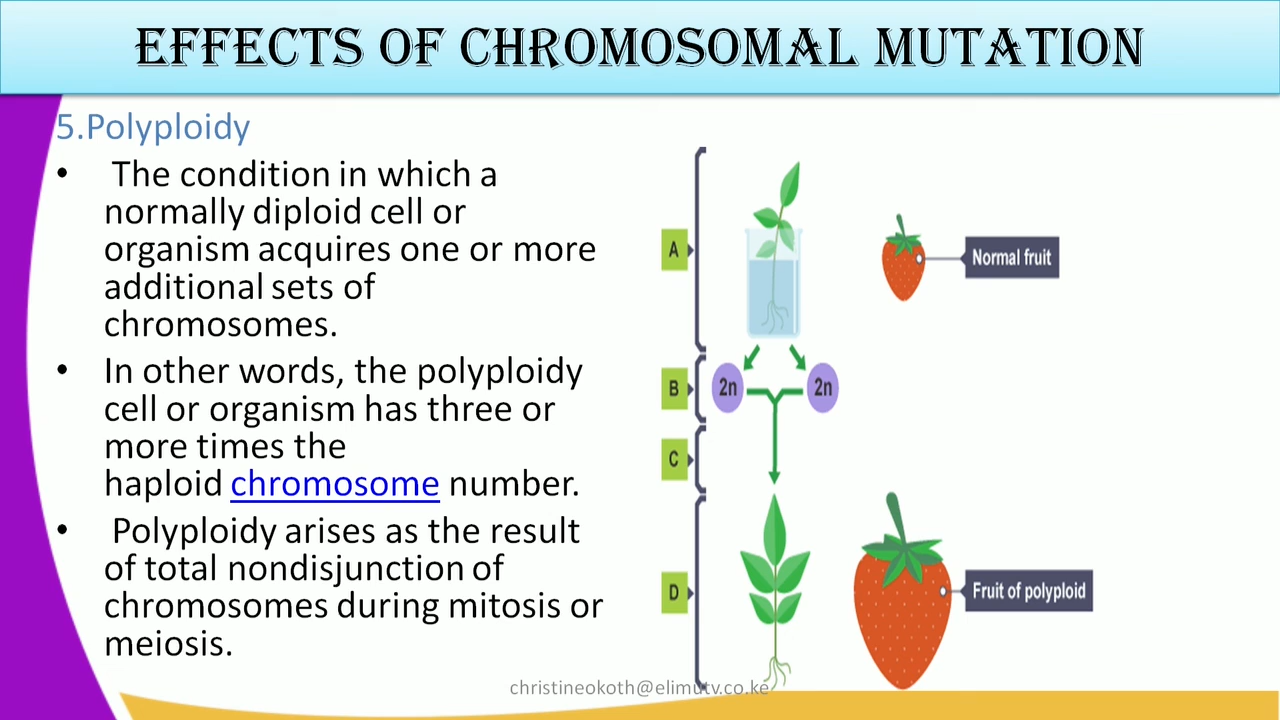 EFFECTS OF CHROMOSOMAL MUTATION
5.Polyploidy
• The condition in which a
normally diploid cell or
organism acquires one or more
additional sets of
chromosomes.
• In other words, the polyploidy
cell or organism has three or
more times the
haploid chromosome number.
• Polyploidy arises as the result
of total nondisjunction of
chromosomes during mitosis or
meiosis.
A
Normal fruit
B
2n
2n
C
D
Fruit of polyploid
christineokoth@elimutv.co.ke